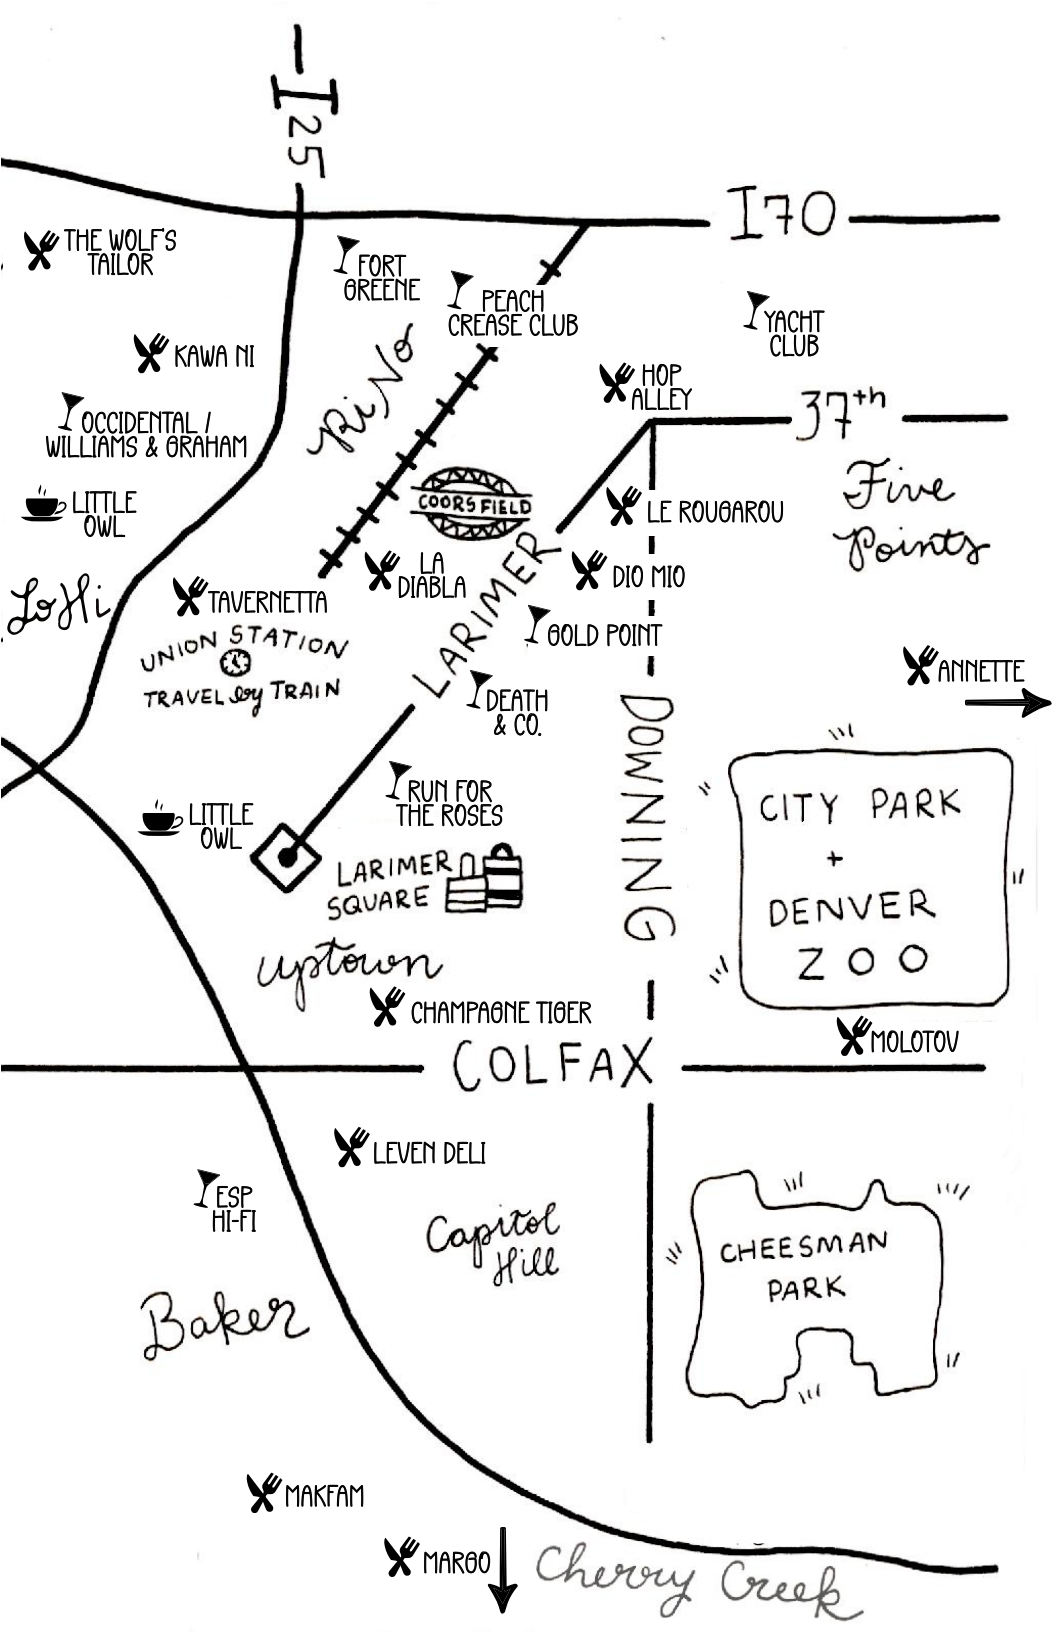 I 25
I70
THE WOLF'S
TAILOR
FORT
GREENE
PEACH
CREASE CLUB
YACHT
CLUB
KAWA NI
RiNo
HOP
ALLEY
37th
OCCIDENTAL /
WILLIAMS & GRAHAM
LITTLE
OWL
COORS FIELD
LE ROUGAROU
Five
Points
LoHi
TAVERNETTA
LA
DIABLA
LARIMER
DIO MIO
GOLD POINT
UNION STATION
TRAVEL by TRAIN
ANNETTE
DEATH
& CO.
DOWNING
RUN FOR
THE ROSES
LITTLE
OWL
LARIMER
SQUARE
CITY PARK
+
DENVER
ZOO
uptown
CHAMPAGNE TIGER
MOLOTOV
COLFAX
LEVEN DELI
ESP
HI-FI
Capitol
Hill
CHEESMAN
PARK
Baker
MAKFAM
MARGO
Cherry Creek